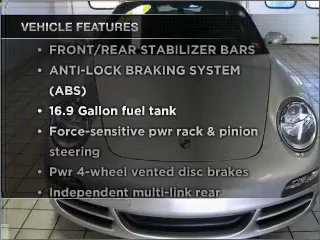 VEHICLE FEATURES
• FRONT/REAR STABILIZER BARS
• ANTI-LOCK BRAKING SYSTEM
(ABS)
• 16.9 Gallon fuel tank
• Force-sensitive pwr rack & pinion
steering
• Pwr 4-wheel vented disc brakes
• Independent multi-link rear